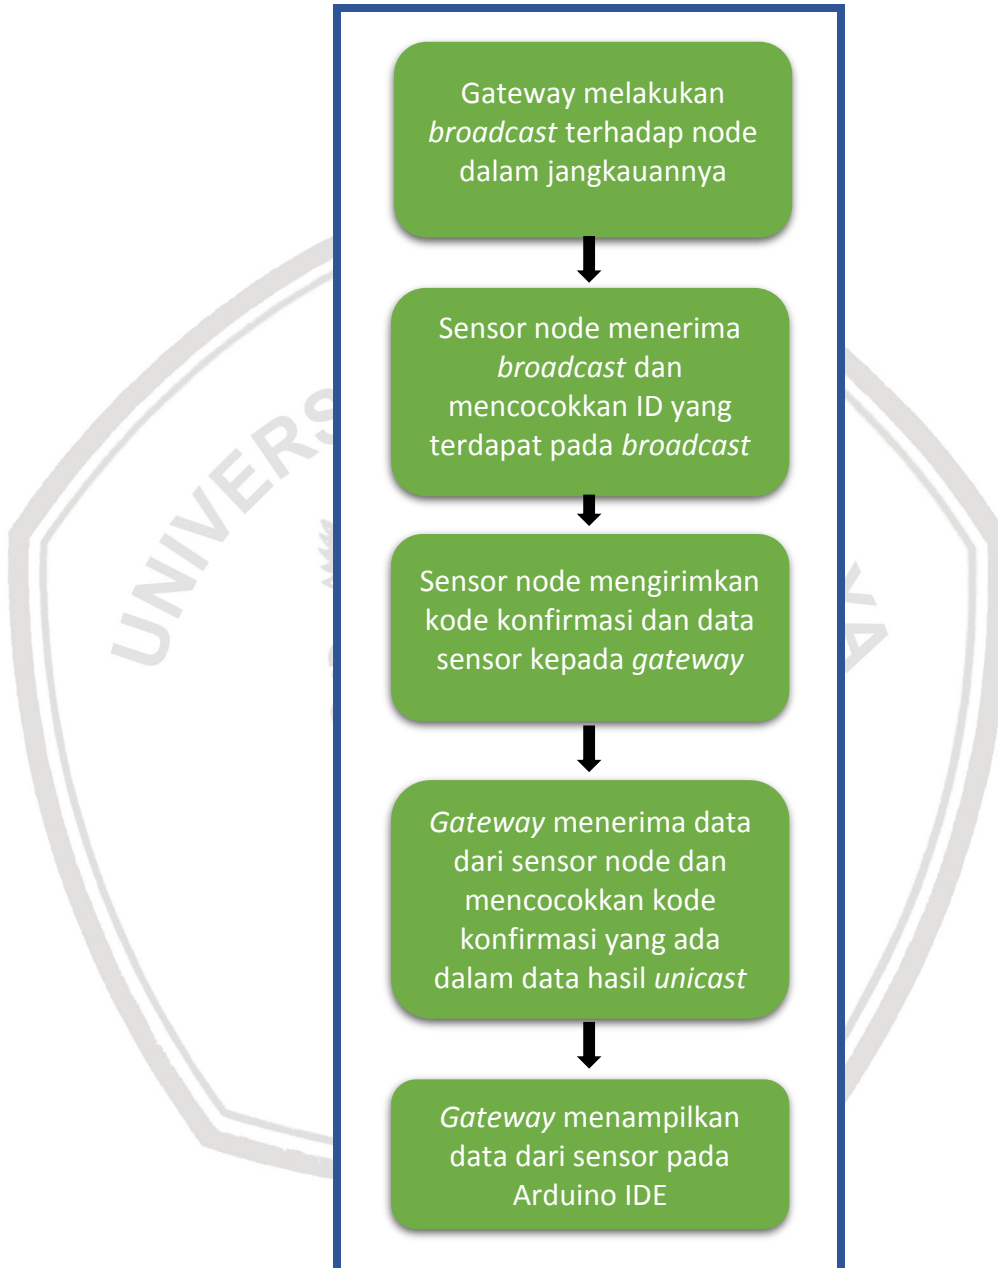 Gateway melakukan
broadcast terhadap node
dalam jangkauannya
Sensor node menerima
broadcast dan
mencocokkan ID yang
terdapat pada broadcast
Sensor node mengirimkan
kode konfirmasi dan data
sensor kepada gateway
Gateway menerima data
dari sensor node dan
mencocokkan kode
konfirmasi yang ada
dalam data hasil unicast
Gateway menampilkan
data dari sensor pada
Arduino IDE